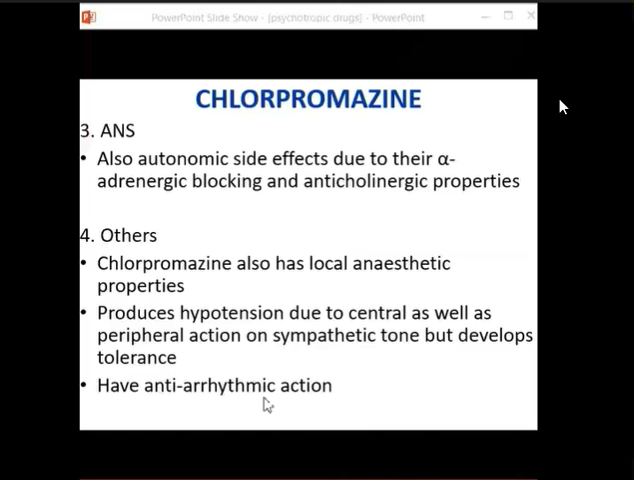 PowerPoint Slide Show - [psychotropic drugs] - PowerPoint
CHLORPROMAZINE
3. ANS
• Also autonomic side effects due to their α-
adrenergic blocking and anticholinergic properties
4. Others
• Chlorpromazine also has local anaesthetic
properties
• Produces hypotension due to central as well as
peripheral action on sympathetic tone but develops
tolerance
• Have anti-arrhythmic action